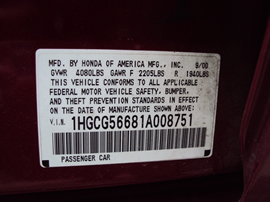 MFD. BY HONDA OF AMERICA MFG., INC. 8/00
GVWR 4080LBS GAWR F 2205LBS R 1940LBS
THIS VEHICLE CONFORMS TO ALL APPLICABLE
FEDERAL MOTOR VEHICLE SAFETY, BUMPER,
AND THEFT PREVENTION STANDARDS IN EFFECT
ON THE DATE OF MANUFACTURE SHOWN ABOVE.
V.I.N. 1HGCG56681A008751
PASSENGER CAR